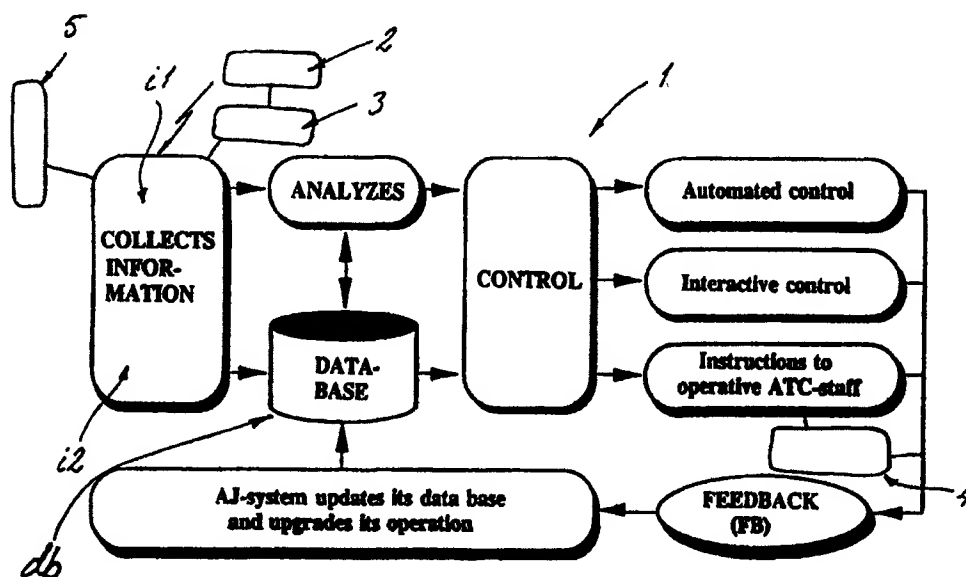 5
i1
2
3
1
ANALYZES
Automated control
COLLECTS
INFOR-
MATION
CONTROL
Interactive control
DATA-
BASE
Instructions to
operative ATC-staff
i2
AJ-system updates its data base
and upgrades its operation
FEEDBACK
(FB)
4
db